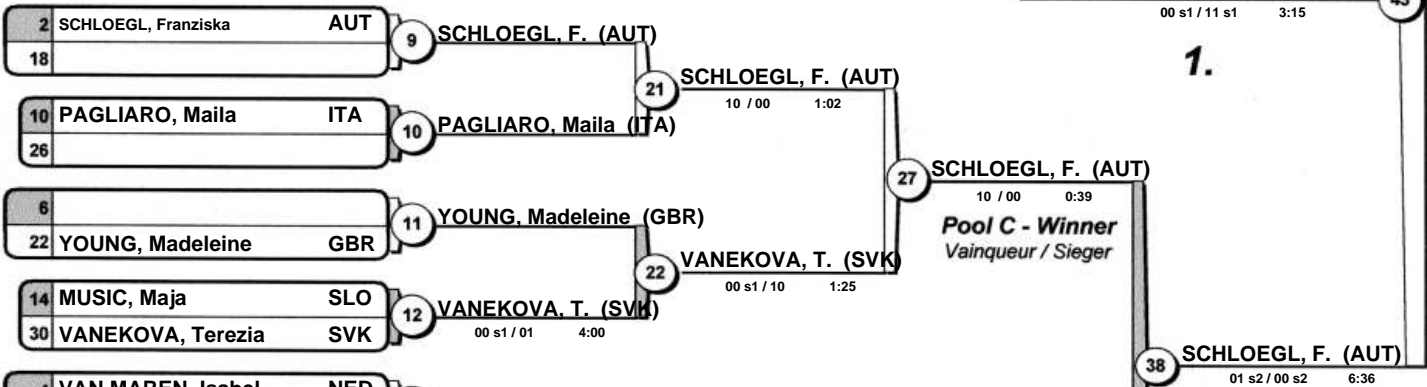 2 SCHLOEGL, Franziska AUT
18
9
SCHLOEGL, F. (AUT)
10 PAGLIARO, Maila ITA
26
10
PAGLIARO, Maila (ITA)
21
SCHLOEGL, F. (AUT)
10 / 00 1:02
6
22 YOUNG, Madeleine GBR
11
YOUNG, Madeleine (GBR)
14 MUSIC, Maja SLO
30 VANEKOVA, Terezia SVK
12
VANEKOVA, T. (SVK)
00 s1 / 01 4:00
22
VANEKOVA, T. (SVK)
00 s1 / 10 1:25
27
SCHLOEGL, F. (AUT)
10 / 00 0:39
Pool C - Winner
Vainqueur / Sieger
00 s1 / 11 s1 3:15
1.
38
SCHLOEGL, F. (AUT)
01 s2 / 00 s2 6:36
VAN MAREN, Isabel NED